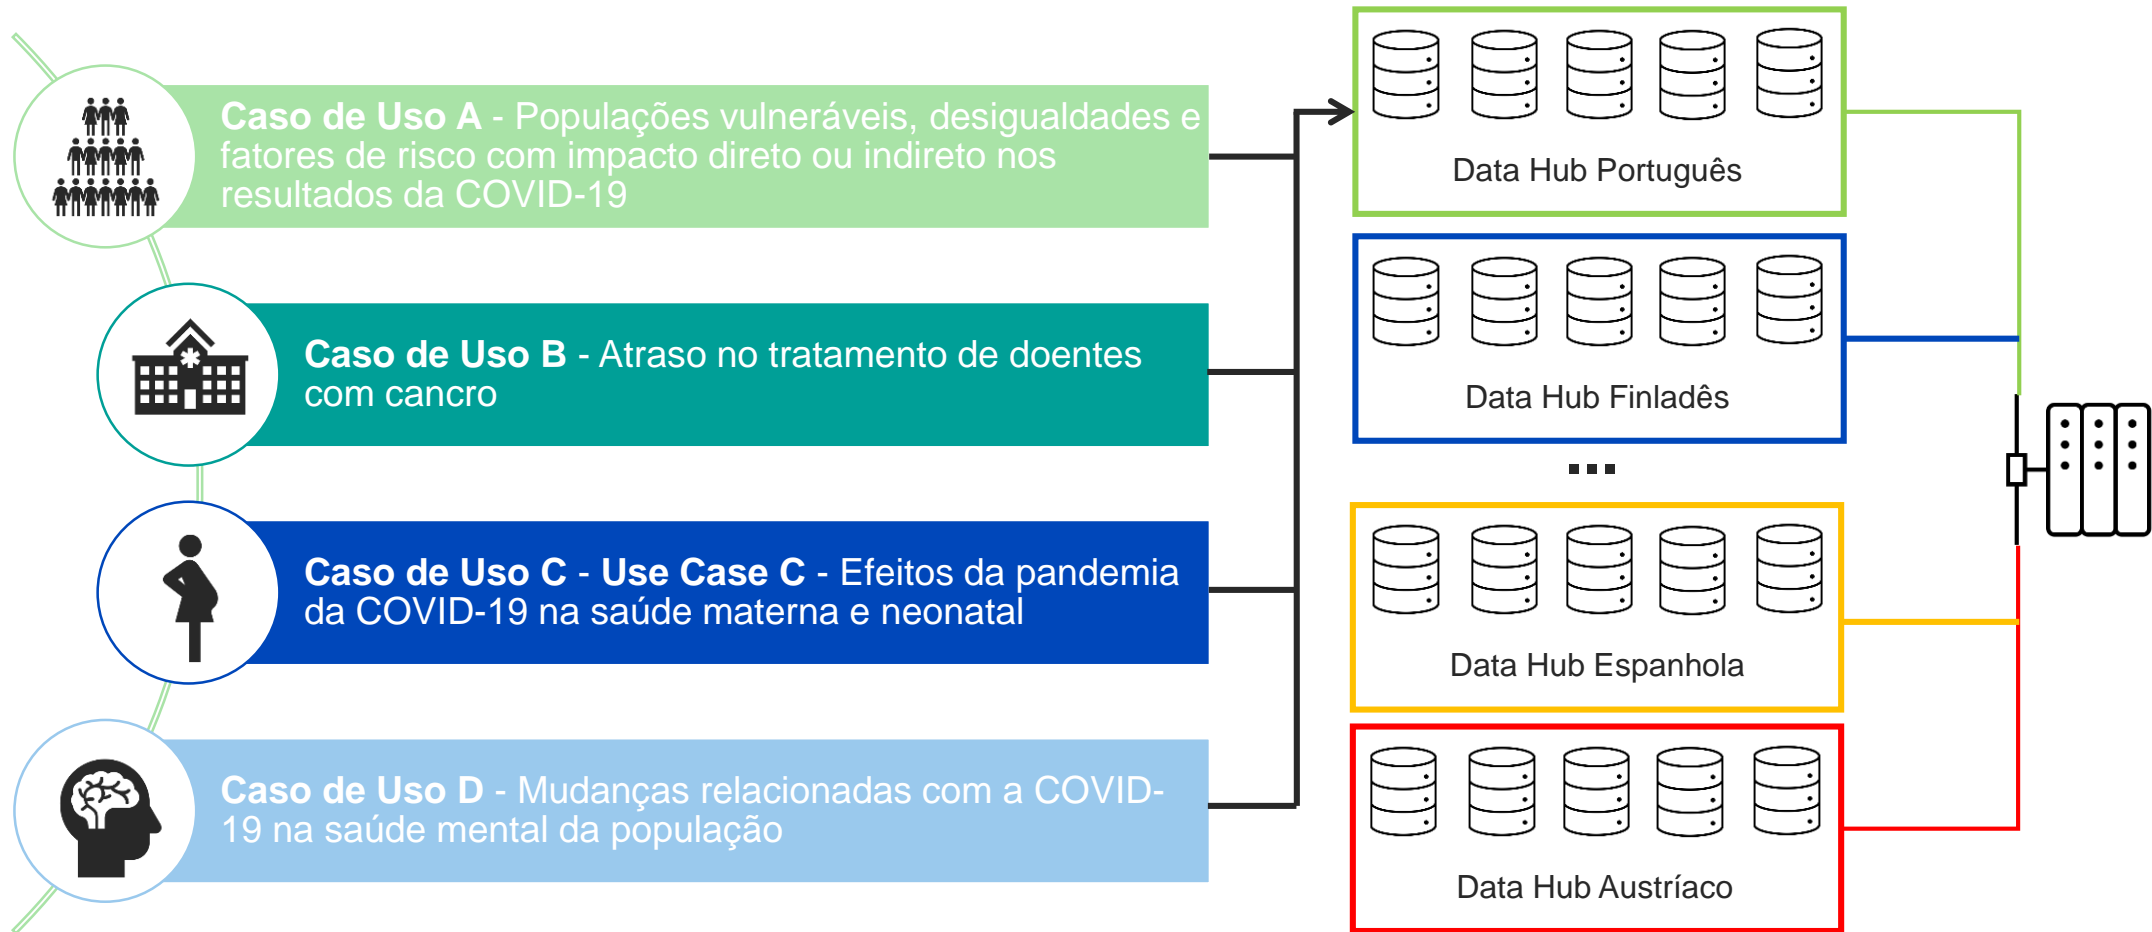 Caso de Uso A - Populações vulneráveis, desigualdades e
fatores de risco com impacto direto ou indireto nos
resultados da COVID-19
Caso de Uso B - Atraso no tratamento de doentes
com cancro
Caso de Uso C - Use Case C - Efeitos da pandemia
da COVID-19 na saúde materna e neonatal
Caso de Uso D - Mudanças relacionadas com a COVID-
19 na saúde mental da população
Data Hub Português
Data Hub Finladês
...
Data Hub Espanhola
Data Hub Austríaco